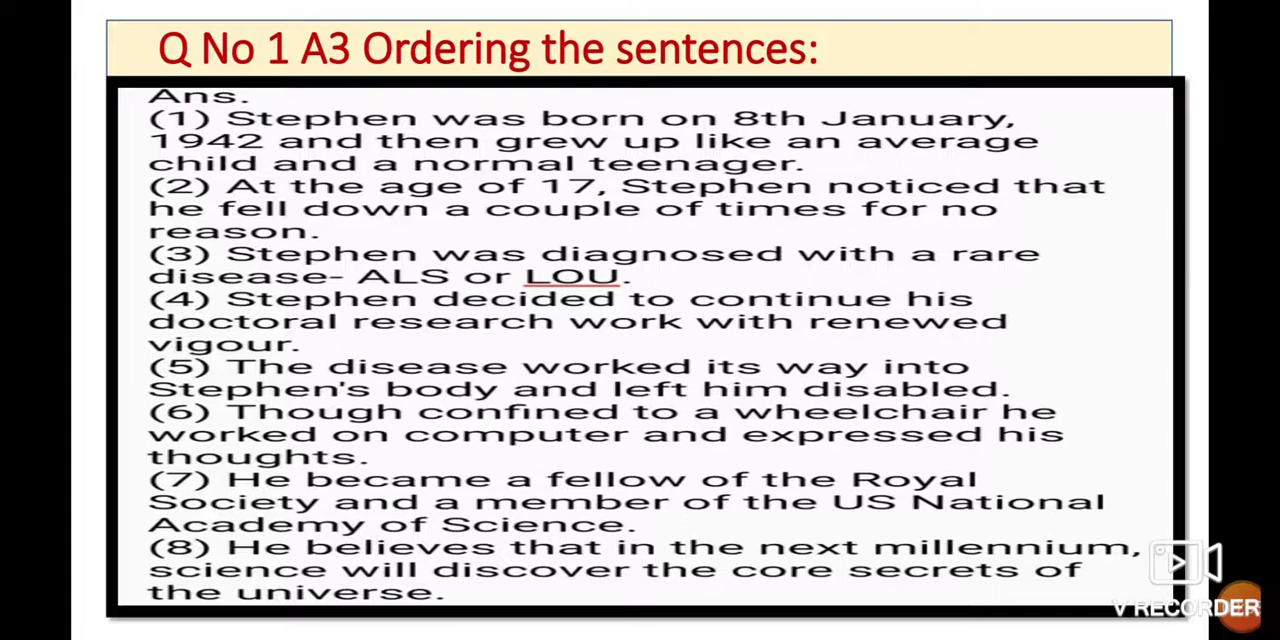 Q No 1 A3 Ordering the sentences:
Ans.
(1) Stephen was born on 8th January,
1942 and then grew up like an average
child and a normal teenager.
(2) At the age of 17, Stephen noticed that
he fell down a couple of times for no
reason.
(3) Stephen was diagnosed with a rare
disease- ALS or LOU.
(4) Stephen decided to continue his
doctoral research work with renewed
vigour.
(5) The disease worked its way into
Stephen's body and left him disabled.
(6) Though confined to a wheelchair he
worked on computer and expressed his
thoughts.
(7) He became a fellow of the Royal
Society and a member of the US National
Academy of Science.
(8) He believes that in the next millennium,
science will discover the core secrets of
the universe.
V RECORDER